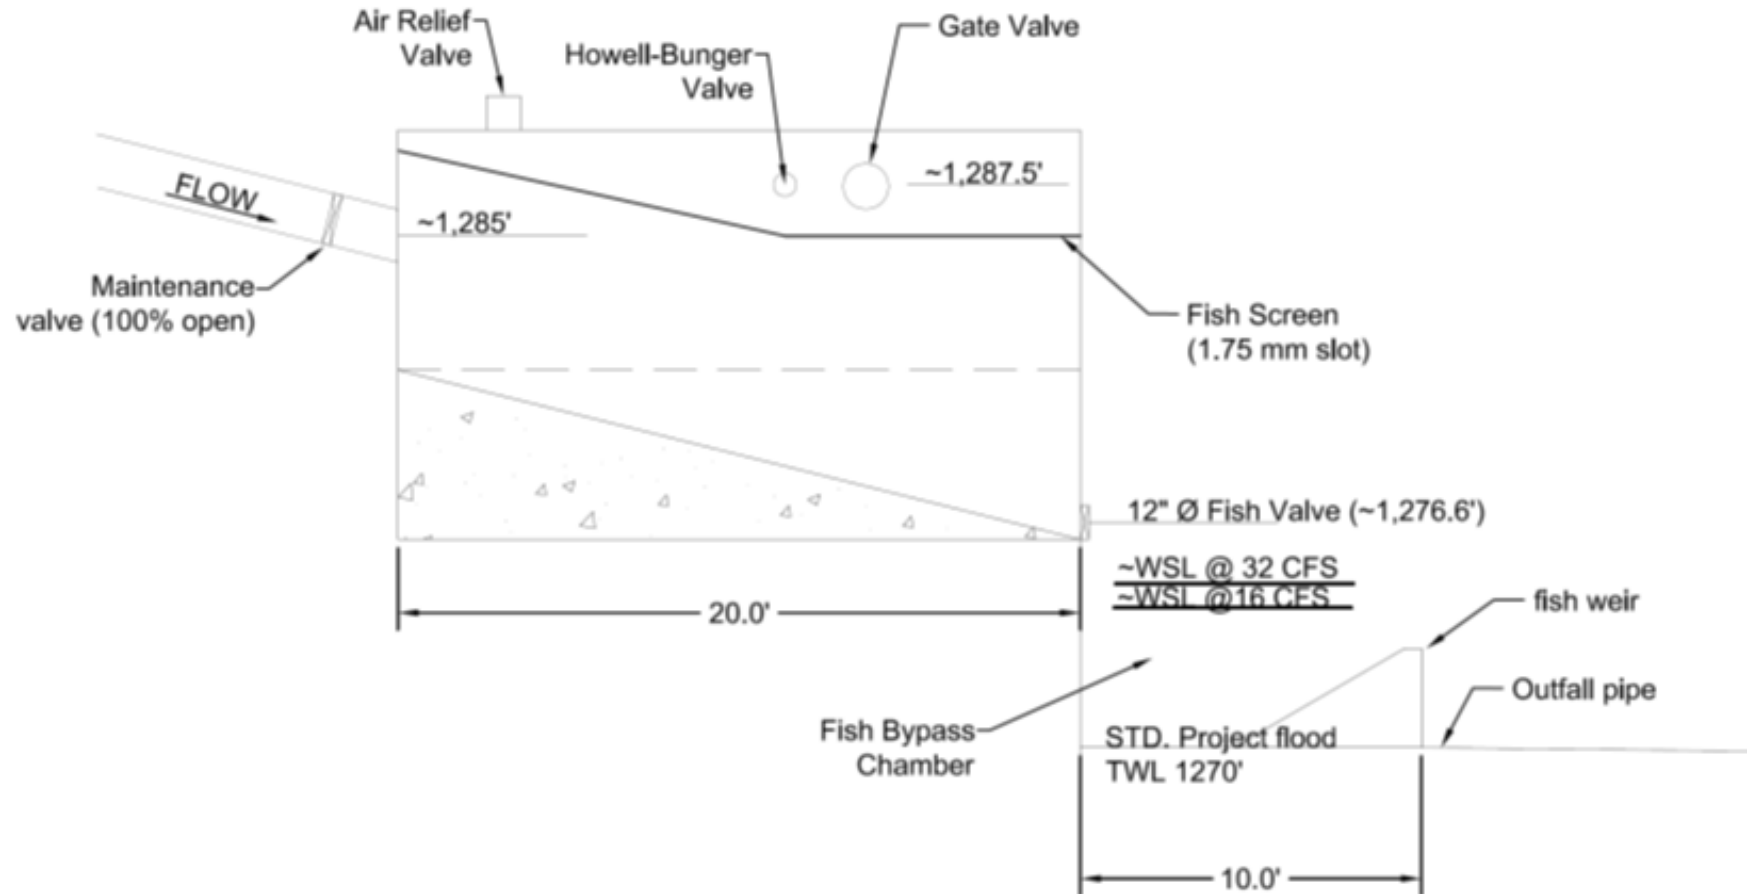 Air Relief
Valve
Howell-Bunger
Valve
Gate Valve
FLOW
~1,285'
~1,287.5'
Maintenance
valve (100% open)
Fish Screen
(1.75 mm slot)
12" Ø Fish Valve (~1,276.6')
~WSL @ 32 CFS
~WSL @16 CFS
20.0'
fish weir
Outfall pipe
Fish Bypass
Chamber
STD. Project flood
TWL 1270'
10.0'